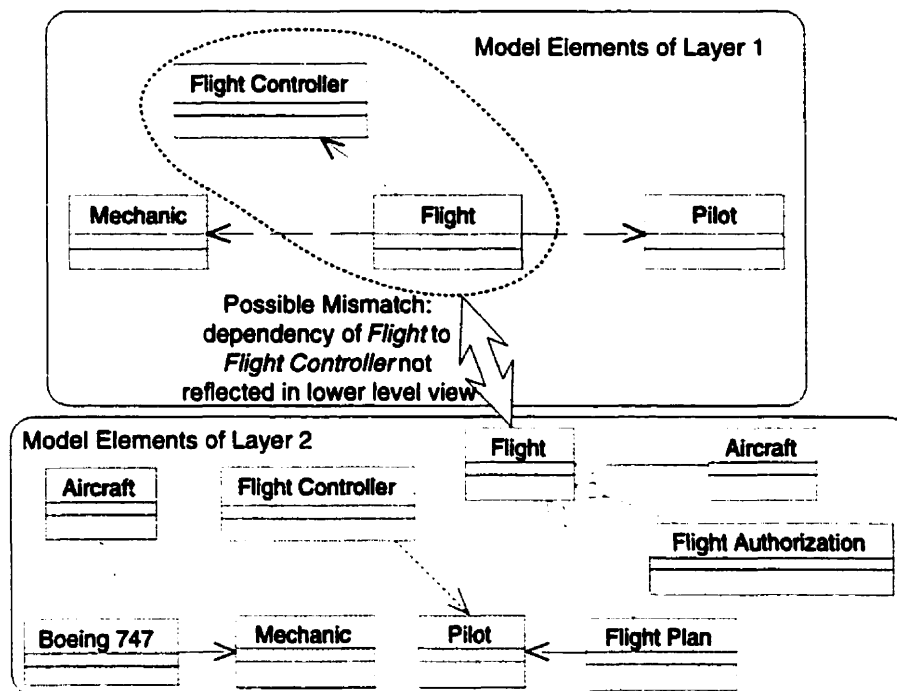 Model Elements of Layer 1
Flight Controller
Mechanic
Flight
Pilot
Possible Mismatch:
dependency of Flight to
Flight Controller not
reflected in lower level view
Model Elements of Layer 2
Flight
Aircraft
Aircraft
Flight Controller
Flight Authorization
Boeing 747
Mechanic
Pilot
Flight Plan